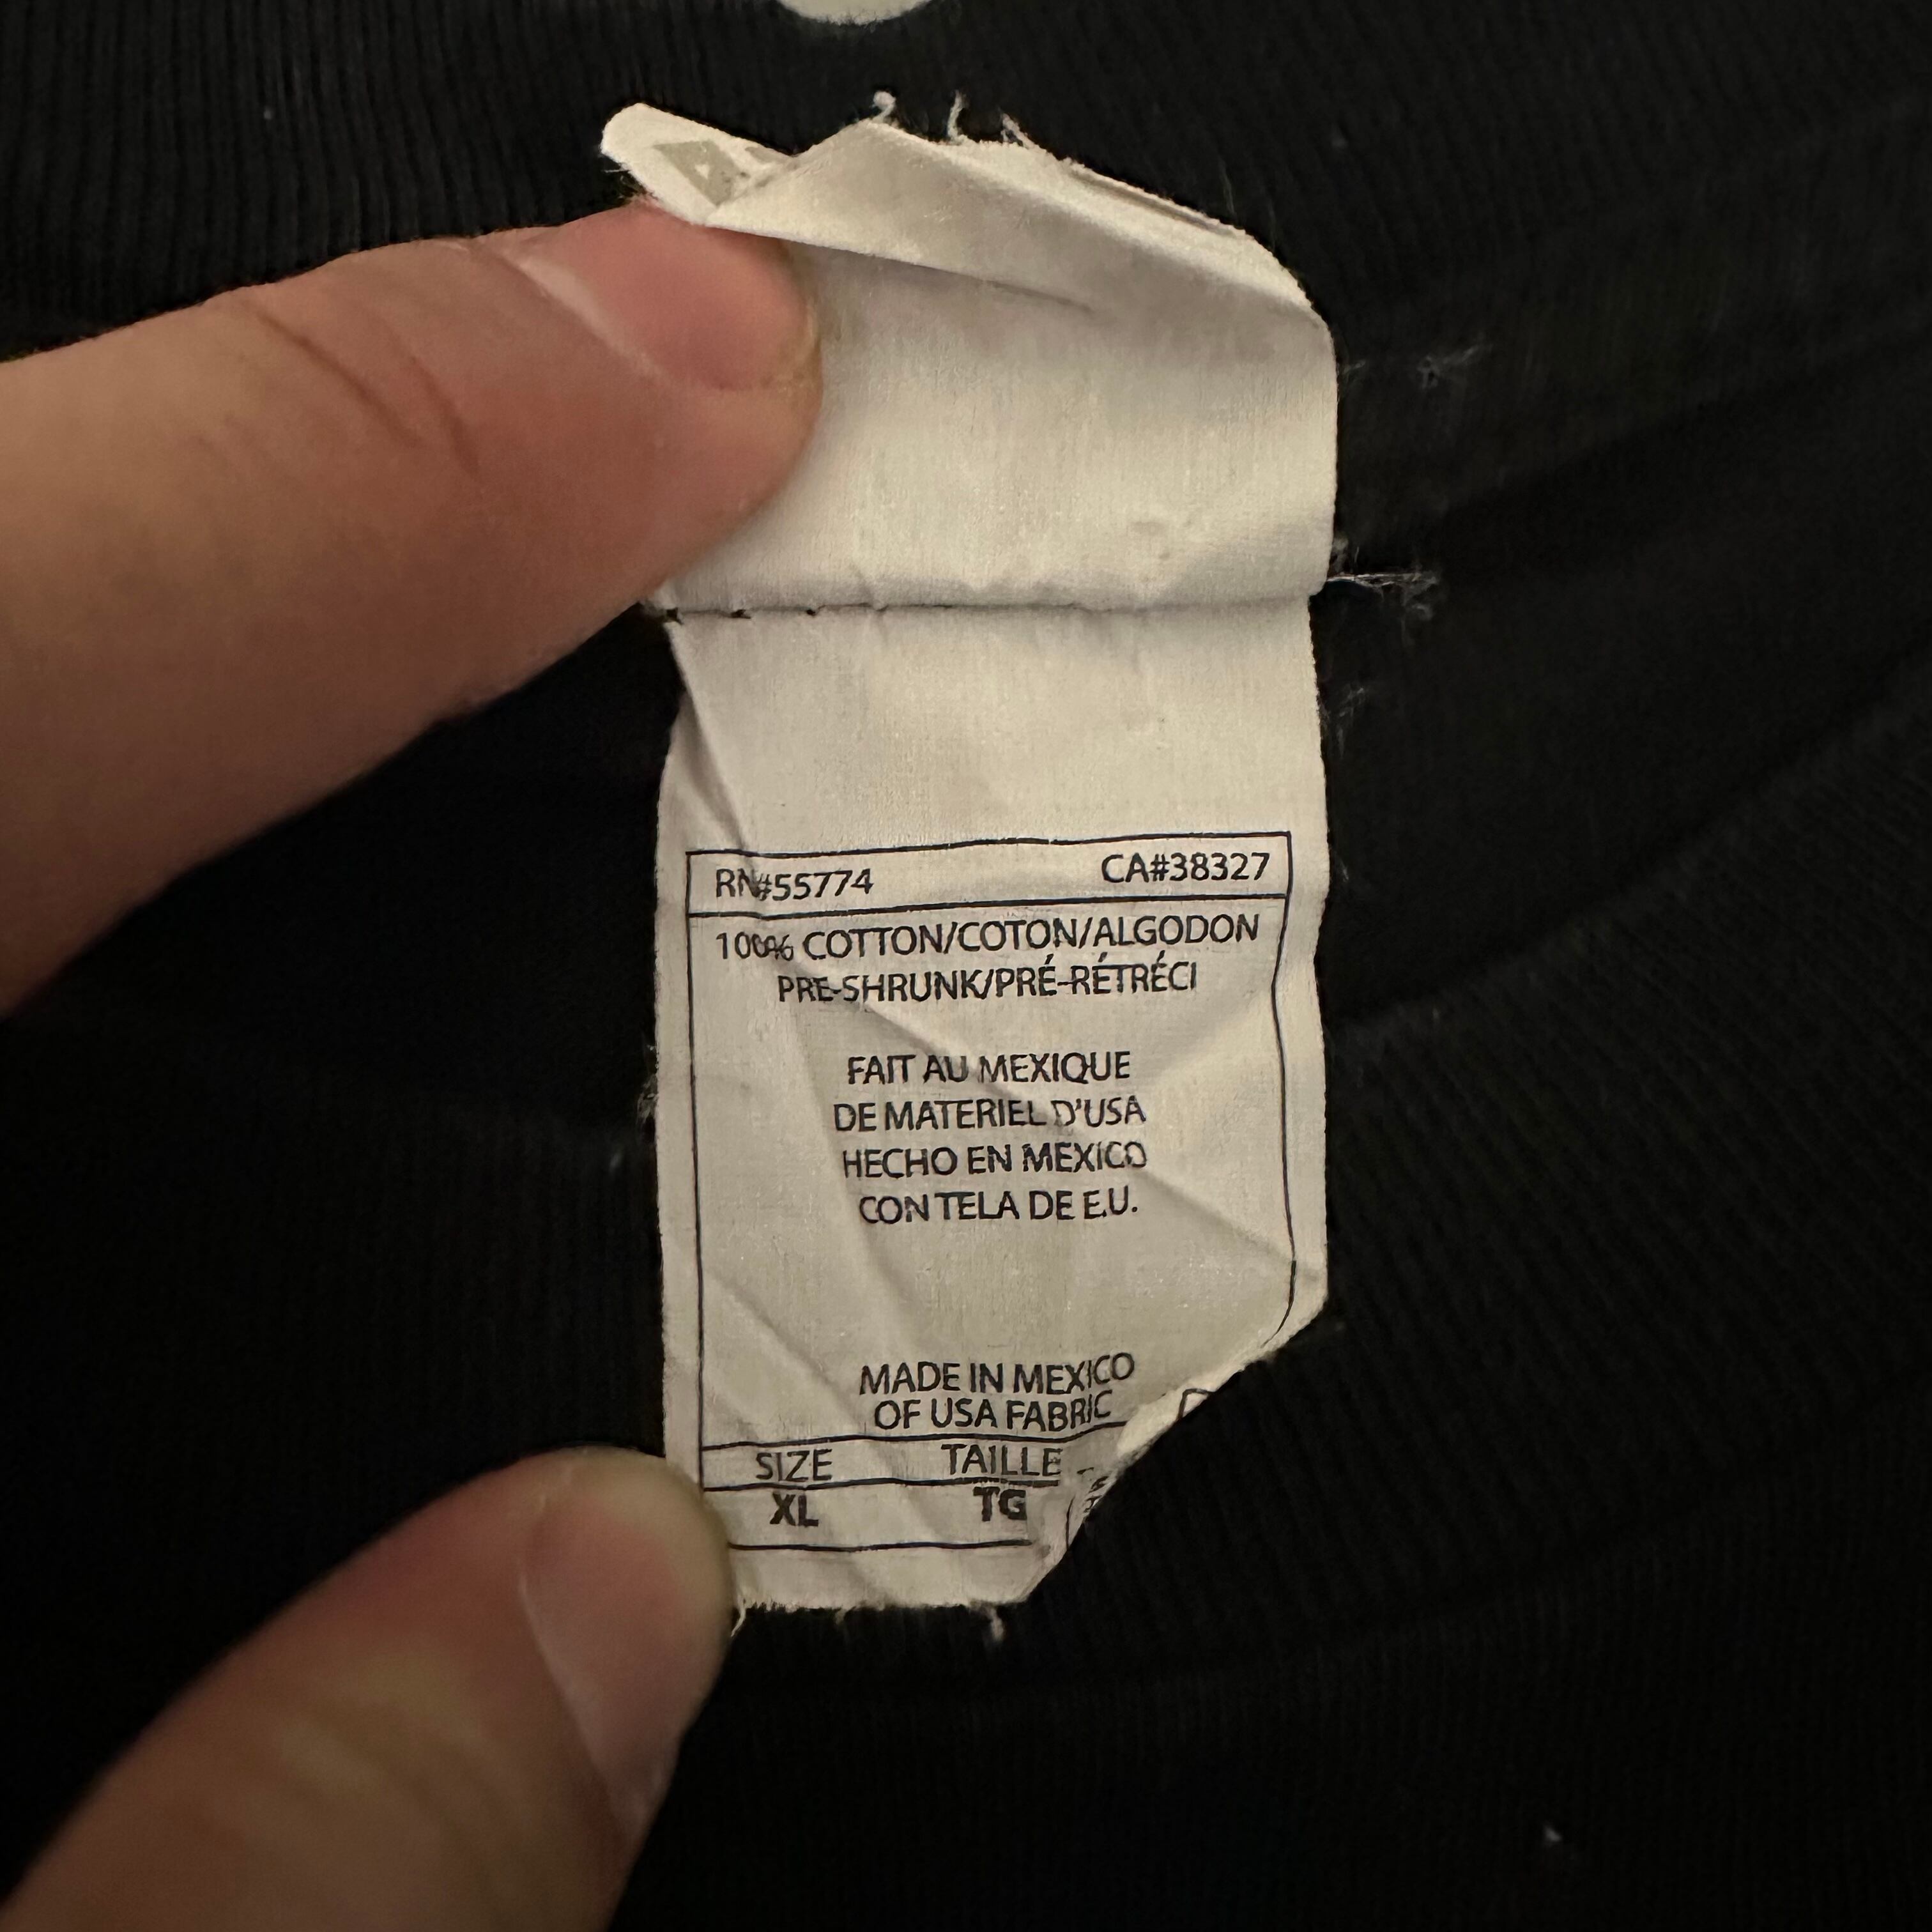 RN#55774 CA#38327
100% COTTON/COTON/ALGODON
PRE-SHRUNK/PRÉ-RÉTRÉCI
FAIT AU MEXIQUE
DE MATERIEL D'USA
HECHO EN MEXICO
CON TELA DE E.U.
MADE IN MEXICO
OF USA FABRIC
SIZE TAILLE
XL TG